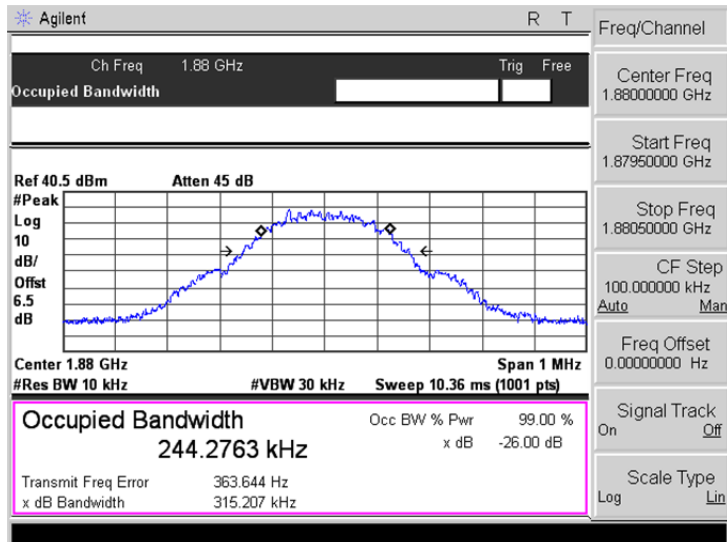 Agilent R T
Ch Freq 1.88 GHz Trig Free
Occupied Bandwidth
Ref 40.5 dBm Atten 45 dB
#Peak
Log
10
dB/
Offst
6.5
dB
Center 1.88 GHz Span 1 MHz
#Res BW 10 kHz #VBW 30 kHz Sweep 10.36 ms (1001 pts)
Occupied Bandwidth Occ BW % Pwr 99.00 %
244.2763 kHz x dB -26.00 dB
Transmit Freq Error 363.644 Hz
x dB Bandwidth 315.207 kHz
Freq/Channel
Center Freq
1.88000000 GHz
Start Freq
1.87950000 GHz
Stop Freq
1.88050000 GHz
CF Step
100.000000 kHz
Auto Man
Freq Offset
0.00000000 Hz
Signal Track
On Off
Scale Type
Log Lin